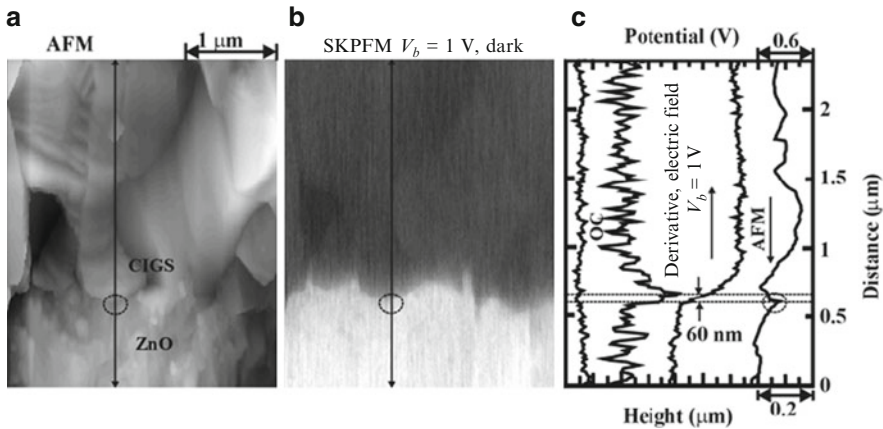 a
AFM
1 μm
CIGS
ZnO
b
SKPFM V_b = 1 V, dark
c
Potential (V)
0.6
OC
Derivative, electric field
V_b = 1 V
AFM
60 nm
2
1.5
1
0.5
0
Distance (μm)
Height (μm)
0.2